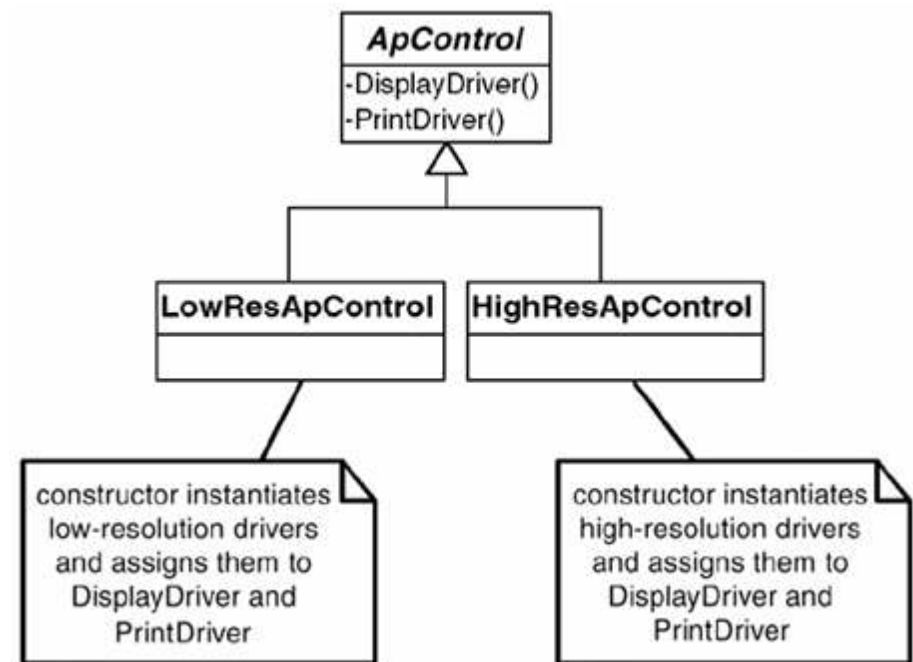 ApControl
-DisplayDriver()
-PrintDriver()
LowResApControl
HighResApControl
constructor instantiates
low-resolution drivers
and assigns them to
DisplayDriver and
PrintDriver
constructor instantiates
high-resolution drivers
and assigns them to
DisplayDriver and
PrintDriver